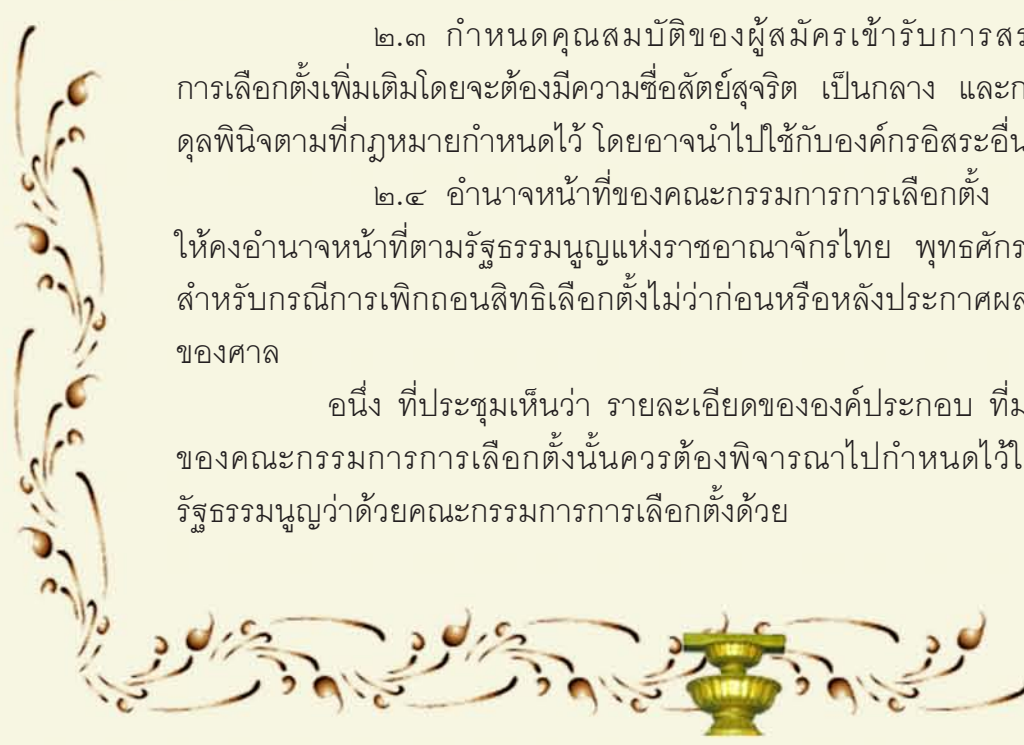 ๒.๓ กำหนดคุณสมบัติของผู้สมัครเข้ารับการสร
การเลือกตั้งเพิ่มเติมโดยจะต้องมีความซื่อสัตย์สุจริต เป็นกลาง และก
ดุลพินิจตามที่กฎหมายกำหนดไว้ โดยอาจนำไปใช้กับองค์กรอิสระอื่น
๒.๔ อำนาจหน้าที่ของคณะกรรมการการเลือกตั้ง
ให้คงอำนาจหน้าที่ตามรัฐธรรมนูญแห่งราชอาณาจักรไทย พุทธศักร
สำหรับกรณีการเพิกถอนสิทธิเลือกตั้งไม่ว่าก่อนหรือหลังประกาศผล
ของศาล
อนึ่ง ที่ประชุมเห็นว่า รายละเอียดขององค์ประกอบ ที่ม
ของคณะกรรมการการเลือกตั้งนั้นควรต้องพิจารณาไปกำหนดไว้ใ
รัฐธรรมนูญว่าด้วยคณะกรรมการการเลือกตั้งด้วย